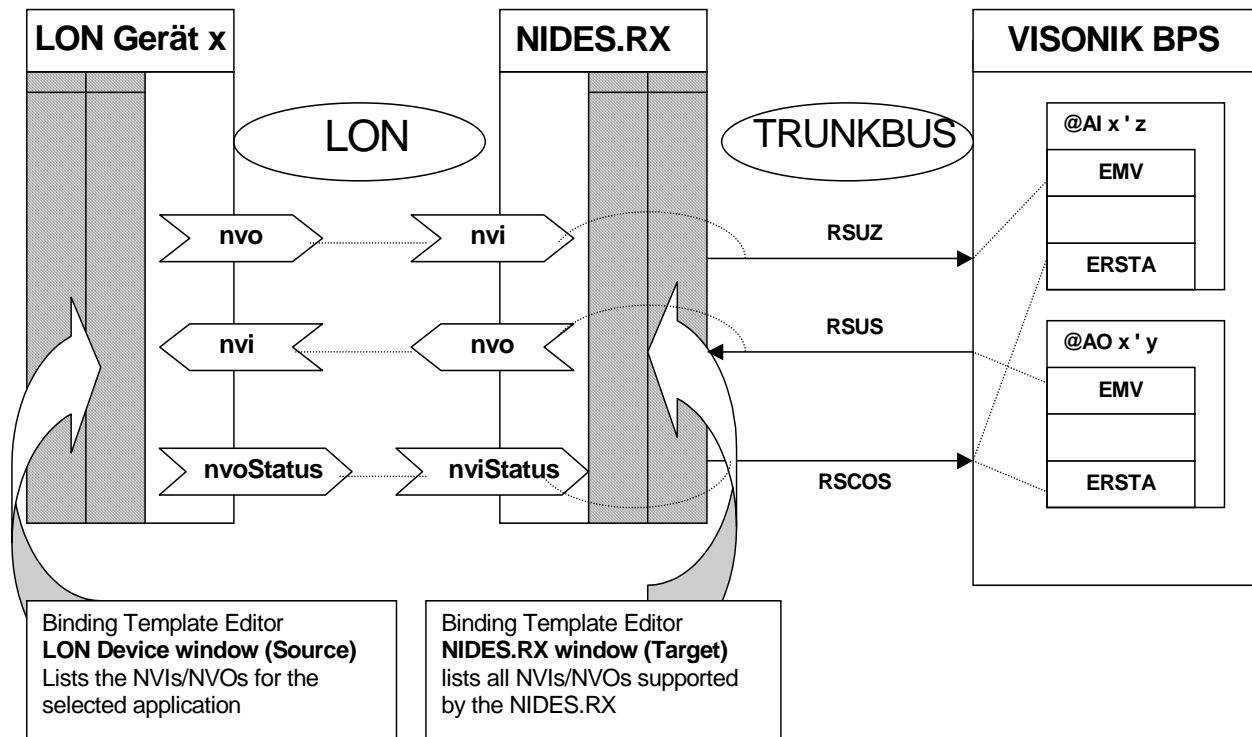 LON Gerät x
NIDES.RX
VISONIK BPS
LON
TRUNKBUS
@AI x ' z
EMV
ERSTA
nvo
nvi
RSUZ
nvi
nvo
RSUS
@AO x ' y
EMV
ERSTA
nvoStatus
nviStatus
RSCOS
Binding Template Editor
LON Device window (Source)
Lists the NVIs/NVOs for the
selected application
Binding Template Editor
NIDES.RX window (Target)
lists all NVIs/NVOs supported
by the NIDES.RX